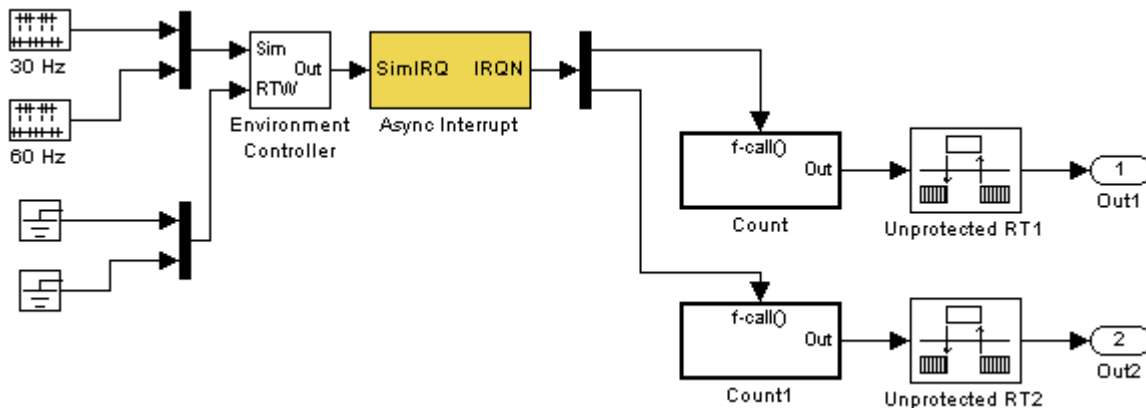 30 Hz
60 Hz
Sim
Out
RTW
Environment
Controller
SimIRQ IRQN
Async Interrupt
f-call()
Out
Count
Unprotected RT1
1
Out1
f-call()
Out
Count1
Unprotected RT2
2
Out2